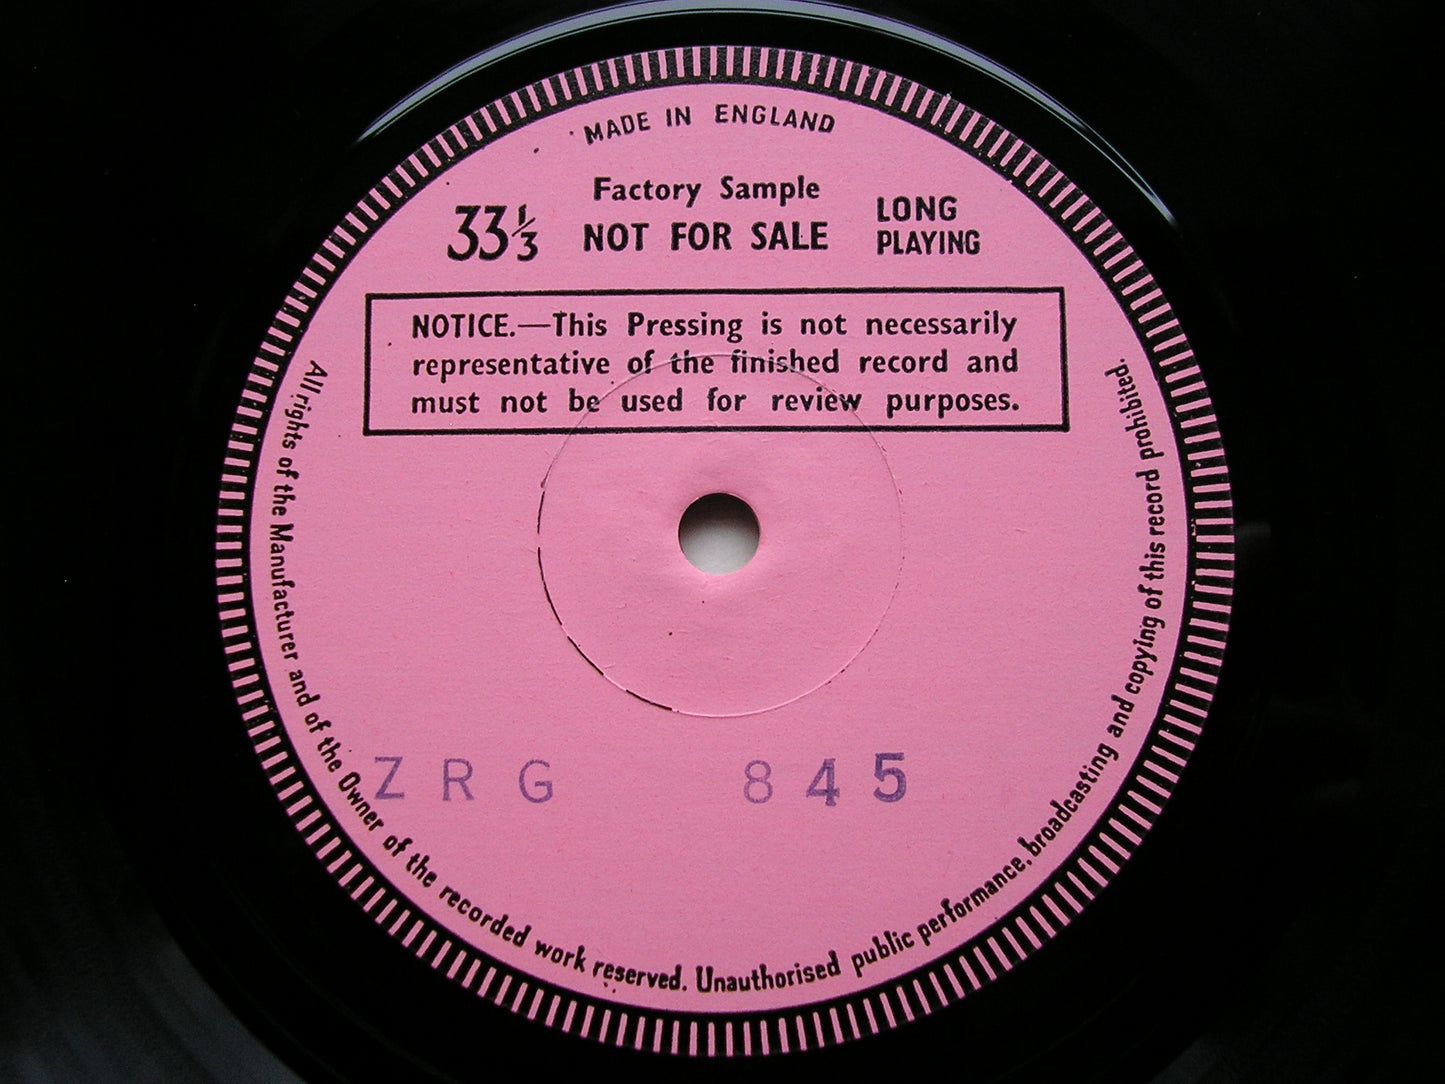 MADE IN ENGLAND
Factory Sample
33⅓ NOT FOR SALE LONG PLAYING
NOTICE.—This Pressing is not necessarily
representative of the finished record and
must not be used for review purposes.
ZRG 845
All rights of the Manufacturer and of the Owner of the recorded work reserved. Unauthorised public performance, broadcasting and copying of this record prohibited.